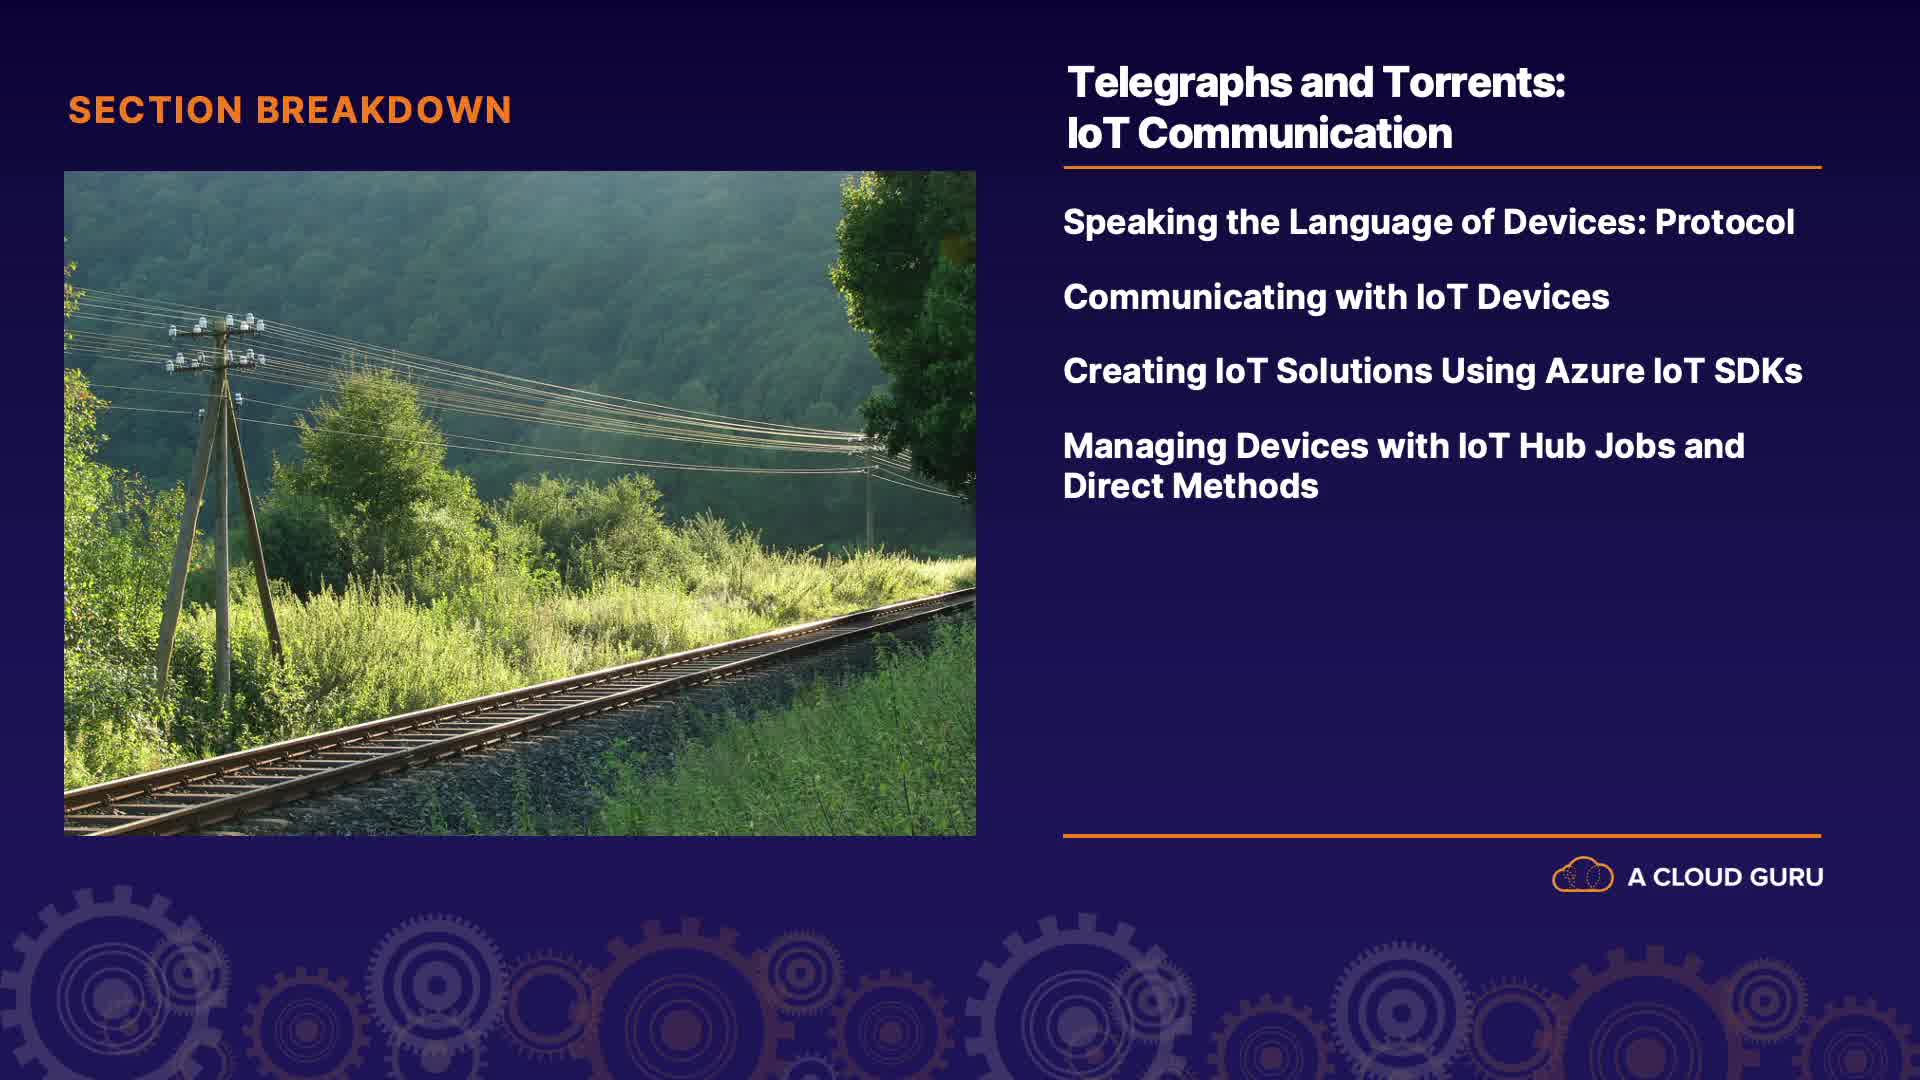 SECTION BREAKDOWN
Telegraphs and Torrents:
IoT Communication
Speaking the Language of Devices: Protocol
Communicating with IoT Devices
Creating IoT Solutions Using Azure IoT SDKs
Managing Devices with IoT Hub Jobs and
Direct Methods
A CLOUD GURU